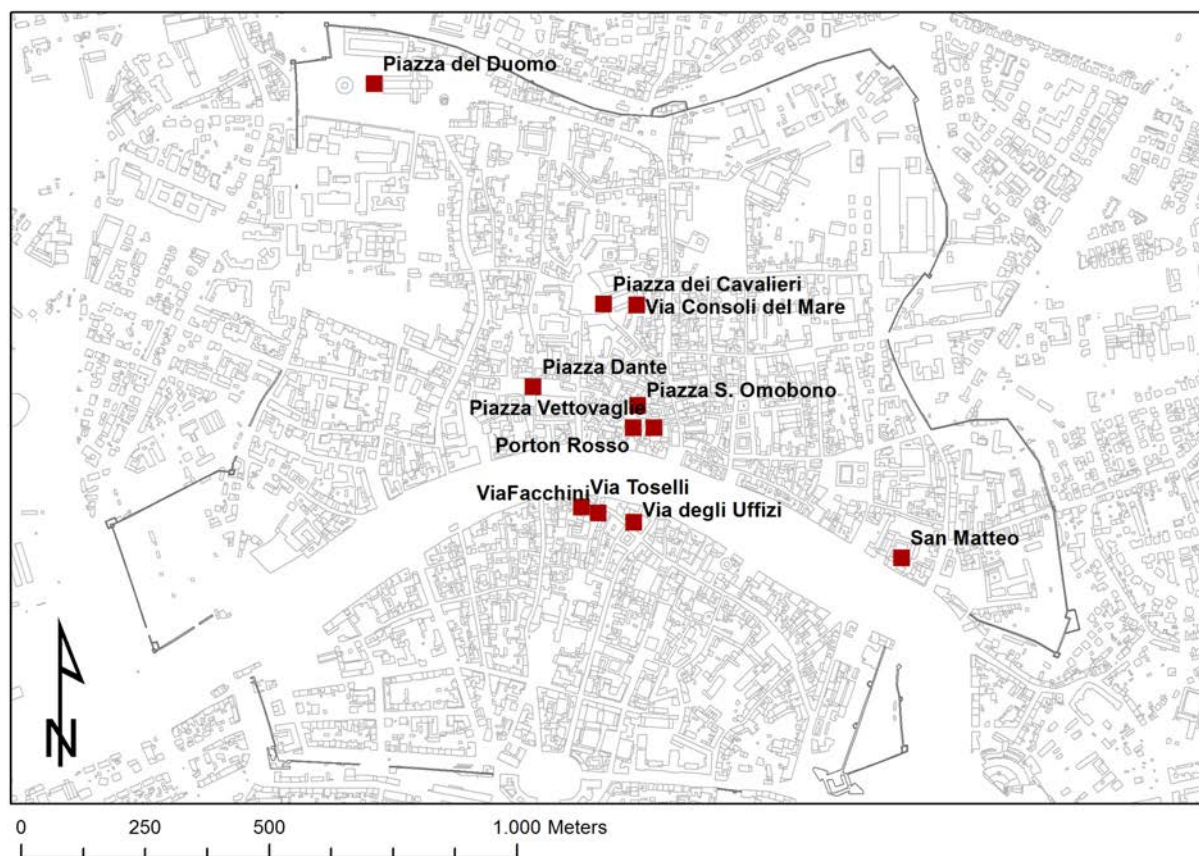 Piazza del Duomo
Piazza dei Cavalieri
Via Consoli del Mare
Piazza Dante
Piazza S. Omobono
Piazza Vettovaglie
Porton Rosso
ViaFacchini
Via Toselli
Via degli Uffizi
San Matteo
N
0 250 500 1.000 Meters